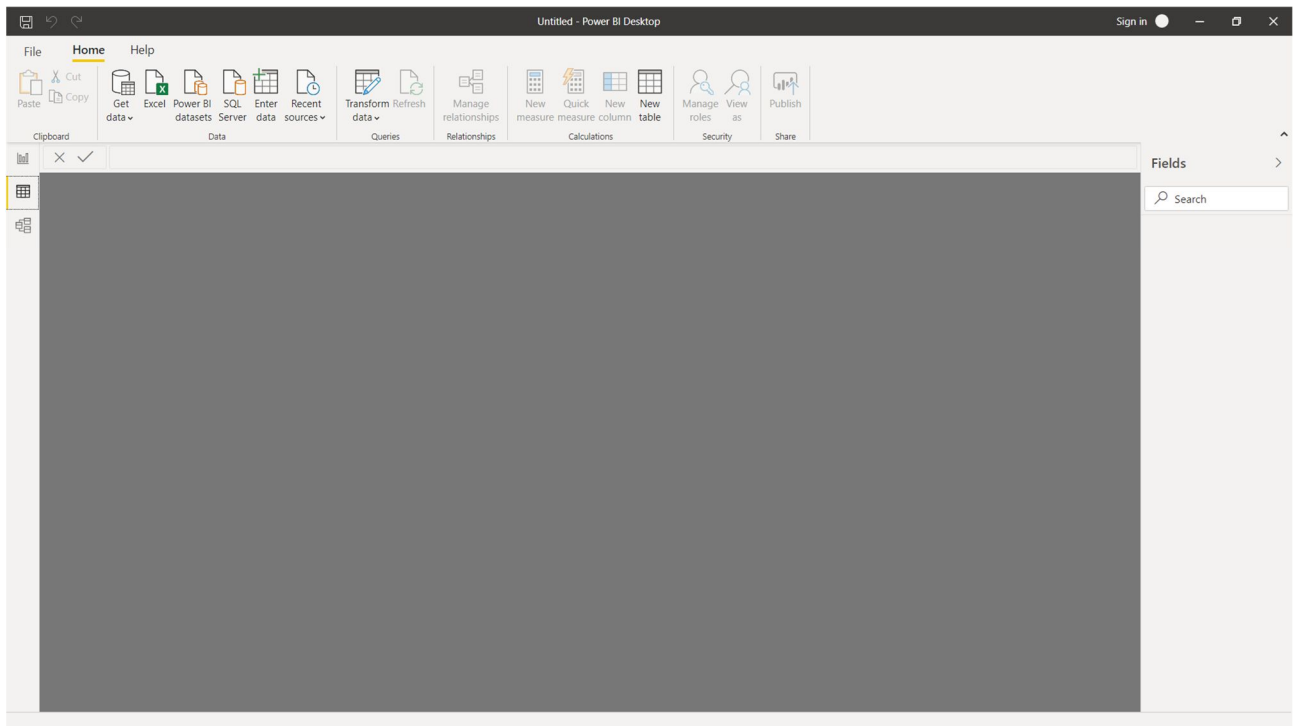 Untitled - Power BI Desktop
Sign in
File Home Help
Paste
Cut
Copy
Clipboard
Get data
Excel
Power BI datasets
SQL Server
Enter data
Recent sources
Data
Transform data
Refresh
Queries
Manage relationships
Relationships
New measure
Quick measure
New column
New table
Calculations
Manage roles
View as
Security
Publish
Share
Fields
Search